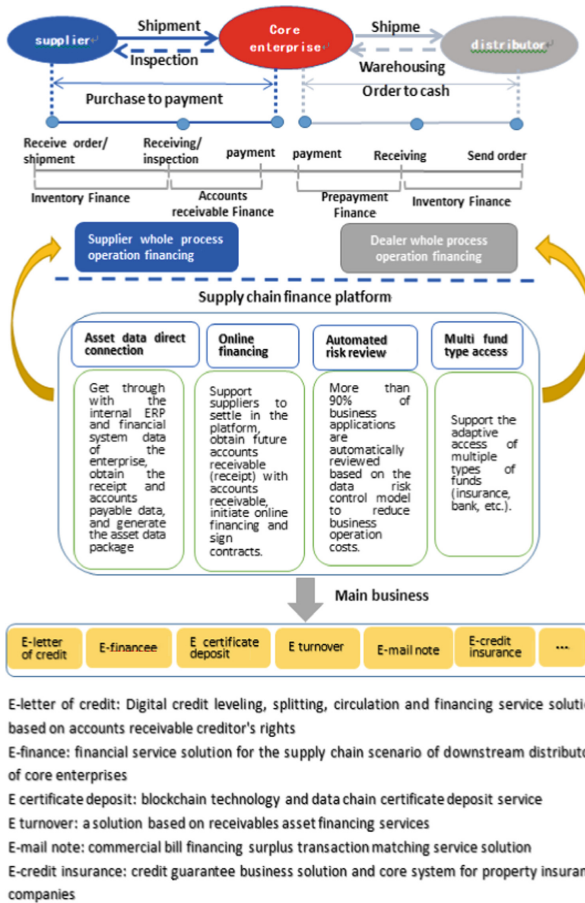 Shipment
Shipme
supplier
Core
enterprise
distributor
Inspection
Warehousing
Purchase to payment
Order to cash
Receive order/
shipment
Receiving/
inspection
payment
payment
Receiving
Send order
Inventory Finance
Accounts
receivable Finance
Prepayment
Finance
Inventory Finance
Supplier whole process
operation financing
Dealer whole process
operation financing
Supply chain finance platform
Asset data direct
connection
Online
financing
Automated
risk review
Multi fund
type access
Get through
with the
internal ERP
and financial
system data
of the
enterprise,
obtain the
receipt and
accounts
payable data,
and generate
the asset data
package
Support
suppliers to
settle in the
platform,
obtain future
accounts
receivable
(receipt) with
accounts
receivable,
initiate online
financing and
sign
contracts.
More than
90% of
business
applications
are
automatically
reviewed
based on the
data risk
control model
to reduce
business
operation
costs.
Support the
adaptive
access of
multiple
types of
funds
(insurance,
bank, etc.).
Main business
E-letter
of credit
E-financee
E certificate
deposit
E turnover
E-mail note
E-credit
insurance
...
E-letter of credit: Digital credit leveling, splitting, circulation and financing service soluti
based on accounts receivable creditor's rights
E-finance: financial service solution for the supply chain scenario of downstream distribut
of core enterprises
E certificate deposit: blockchain technology and data chain certificate deposit service
E turnover: a solution based on receivables asset financing services
E-mail note: commercial bill financing surplus transaction matching service solution
E-credit insurance: credit guarantee business solution and core system for property insuran
companies